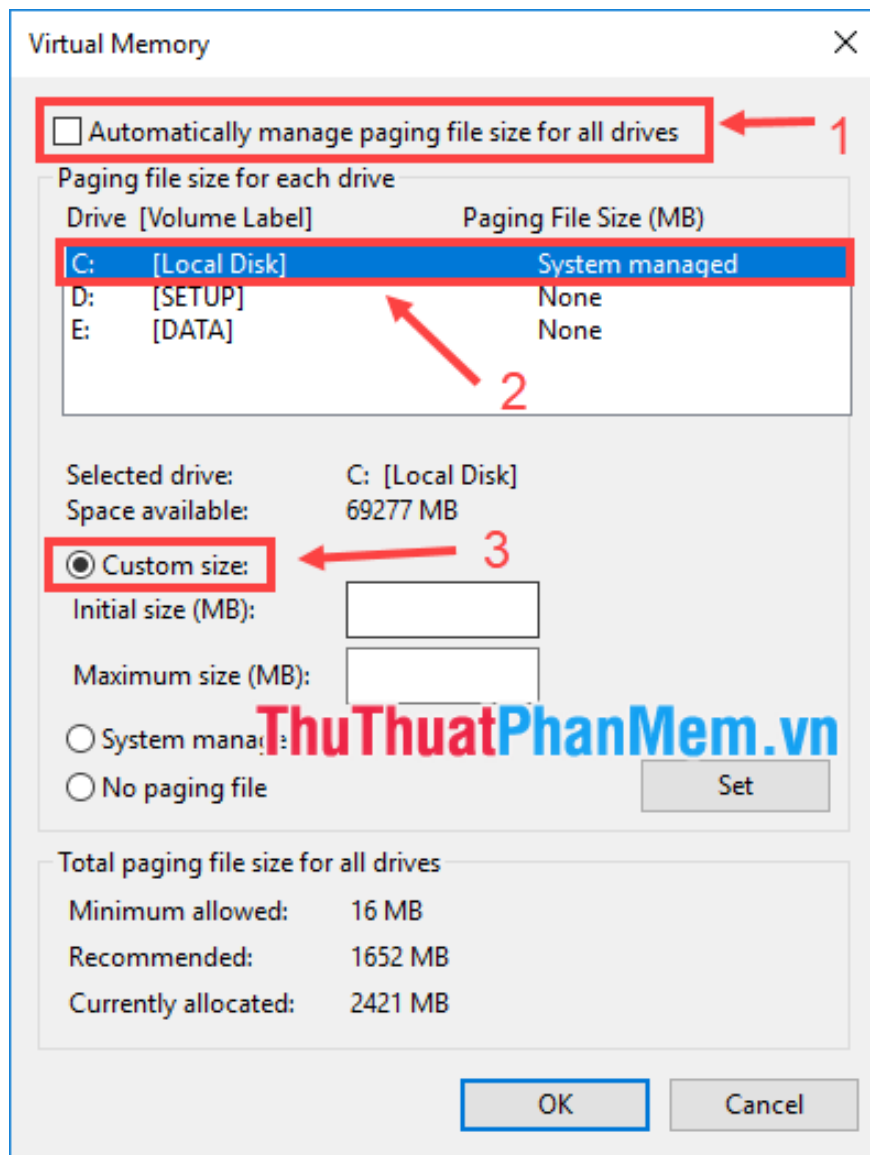 Virtual Memory
Automatically manage paging file size for all drives
1
Paging file size for each drive
Drive [Volume Label] Paging File Size (MB)
C: [Local Disk] System managed
D: [SETUP] None
E: [DATA] None
2
Selected drive: C: [Local Disk]
Space available: 69277 MB
Custom size:
3
Initial size (MB):
Maximum size (MB):
ThuThuatPhanMem.vn
System manage
No paging file
Set
Total paging file size for all drives
Minimum allowed: 16 MB
Recommended: 1652 MB
Currently allocated: 2421 MB
OK Cancel